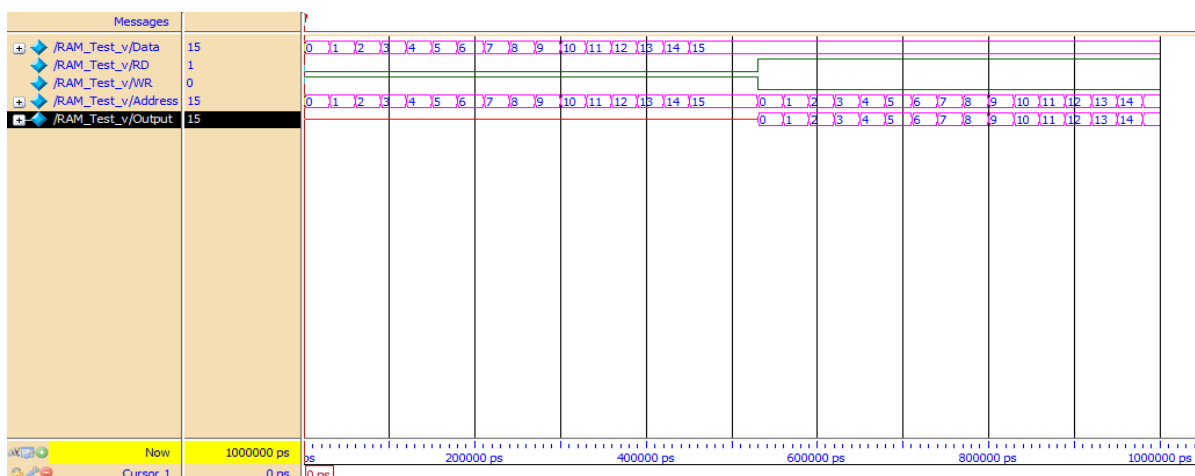 Messages
/RAM_Test_v/Data 15 0 1 2 3 4 5 6 7 8 9 10 11 12 13 14 15
/RAM_Test_v/RD 1
/RAM_Test_v/WR 0
/RAM_Test_v/Address 15 0 1 2 3 4 5 6 7 8 9 10 11 12 13 14 15 0 1 2 3 4 5 6 7 8 9 10 11 12 13 14
/RAM_Test_v/Output 15 0 1 2 3 4 5 6 7 8 9 10 11 12 13 14
Now 1000000 ps ps 200000 ps 400000 ps 600000 ps 800000 ps 1000000 ps
Cursor 1 0 ps 0 ps